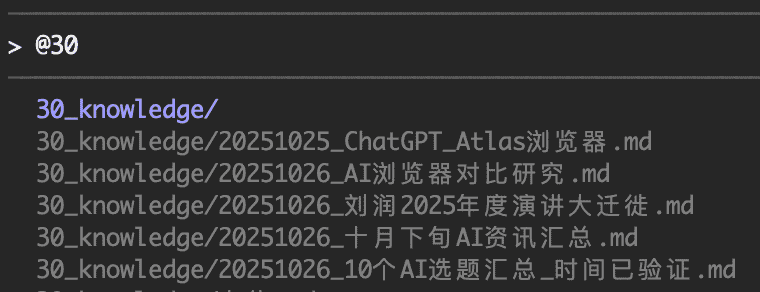 > @30
30_knowledge/
30_knowledge/20251025_ChatGPT_Atlas浏览器.md
30_knowledge/20251026_AI浏览器对比研究.md
30_knowledge/20251026_刘润2025年度演讲大迁徙.md
30_knowledge/20251026_十月下旬AI资讯汇总.md
30_knowledge/20251026_10个AI选题汇总_时间已验证.md